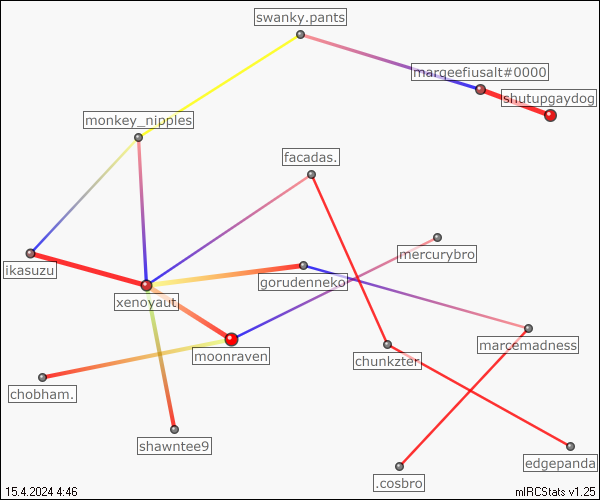 swanky.pants
marqeefiusalt#0000
shutupgaydog
monkey_nipples
facadas.
mercurybro
ikasuzu
gorudenneko
xenoyaut
marcemadness
moonraven
chunkzter
chobham.
shawntee9
edgepanda
.cosbro
15.4.2024 4:46
mIRCStats v1.25